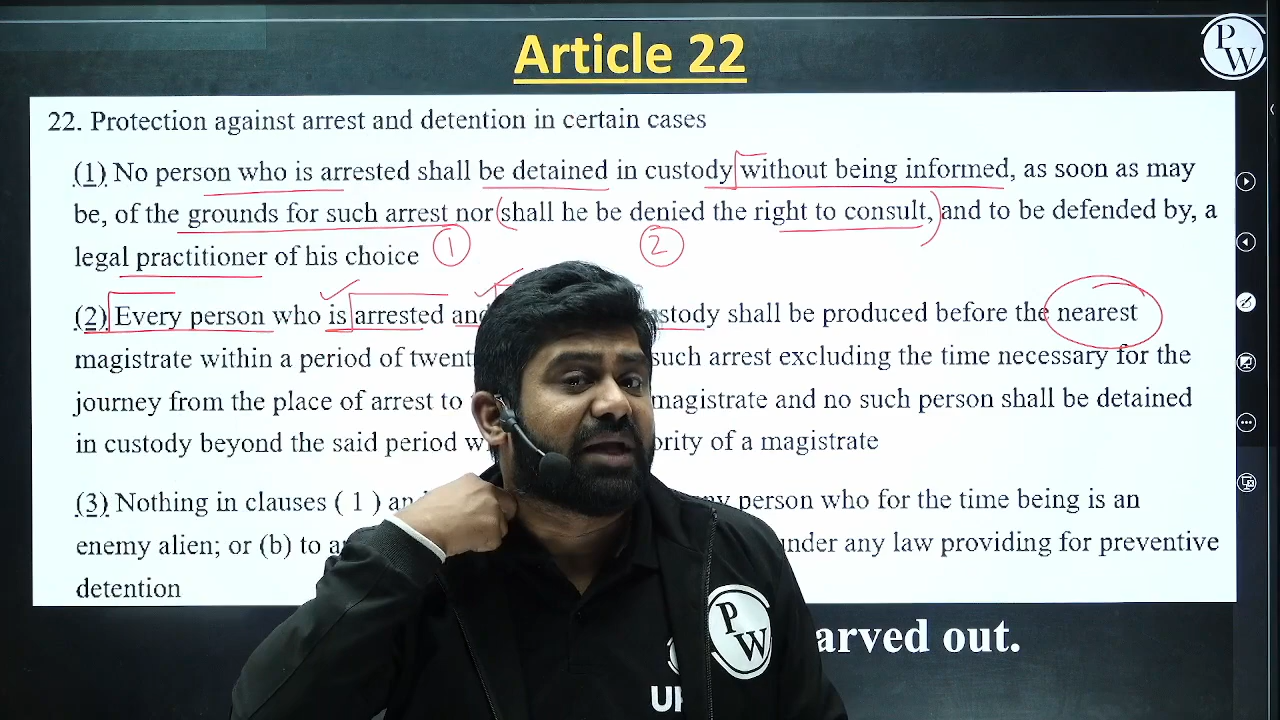 Article 22
PW
22. Protection against arrest and detention in certain cases
(1) No person who is arrested shall be detained in custody without being informed, as soon as may
be, of the grounds for such arrest nor (shall he be denied the right to consult,) and to be defended by, a
legal practitioner of his choice
1 2
(2) Every person who is arrested and custody shall be produced before the nearest
magistrate within a period of such arrest excluding the time necessary for the
journey from the place of arrest to magistrate and no such person shall be detained
in custody beyond the said period of a magistrate
(3) Nothing in clauses ( 1 ) person who for the time being is an
enemy alien; or (b) to under any law providing for preventive
detention
out.
PW